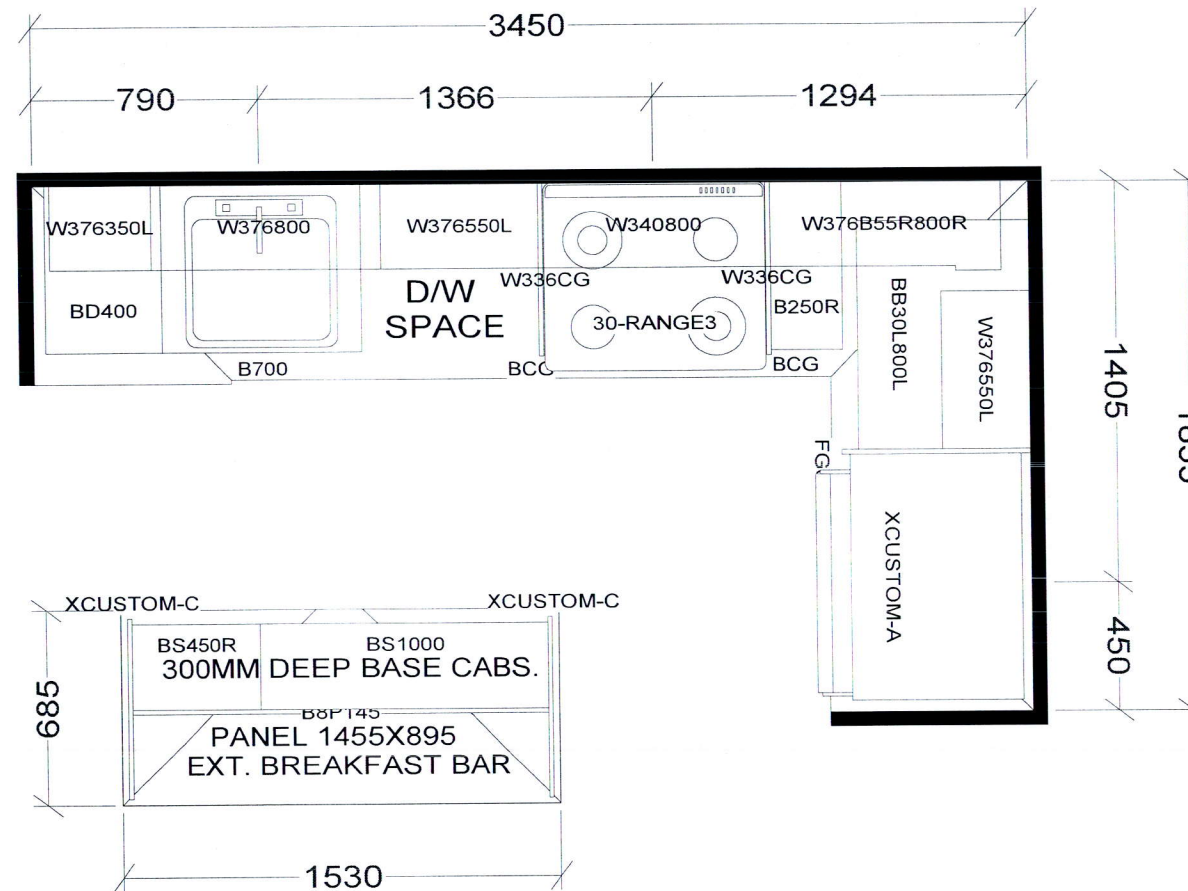 3450
790
1366
1294
W376350L
W376800
W376550L
W340800
W376B55R800R
W336CG
W336CG
BD400
D/W
SPACE
30-RANGE3
B250R
BB30L800L
W376550L
B700
BCG
BCG
1405
FG
XCUSTOM-A
450
XCUSTOM-C
XCUSTOM-C
BS450R
BS1000
300MM DEEP BASE CABS.
685
B8P145
PANEL 1455X895
EXT. BREAKFAST BAR
1530